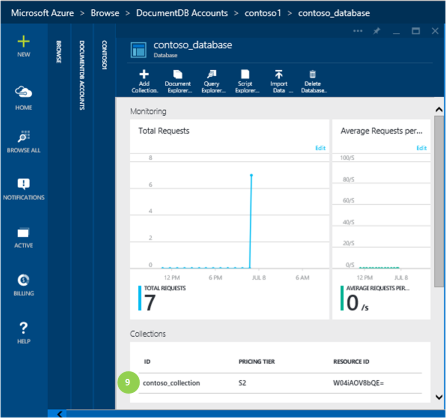 Microsoft Azure > Browse > DocumentDB Accounts > contoso1 > contoso_database
NEW
HOME
BROWSE ALL
NOTIFICATIONS
ACTIVE
BILLING
? HELP
BROWSE
DOCUMENTDB ACCOUNTS
CONTOSO1
contoso_database
Database
Add Collection.
Document Explorer...
Query Explorer...
Script Explorer...
Import Data ...
Delete Database.
Monitoring
Total Requests
Edit
8
6
4
2
0
12 PM 6 PM JUL 8 6 AM
TOTAL REQUESTS
7
Average Requests per...
Edit
100/S
80/S
60/S
40/S
20/S
0/S
12 PM JUL 8
AVERAGE REQUESTS PER...
0 /s
Collections
ID PRICING TIER RESOURCE ID
9 contoso_collection S2 W04iAOV8bQE=